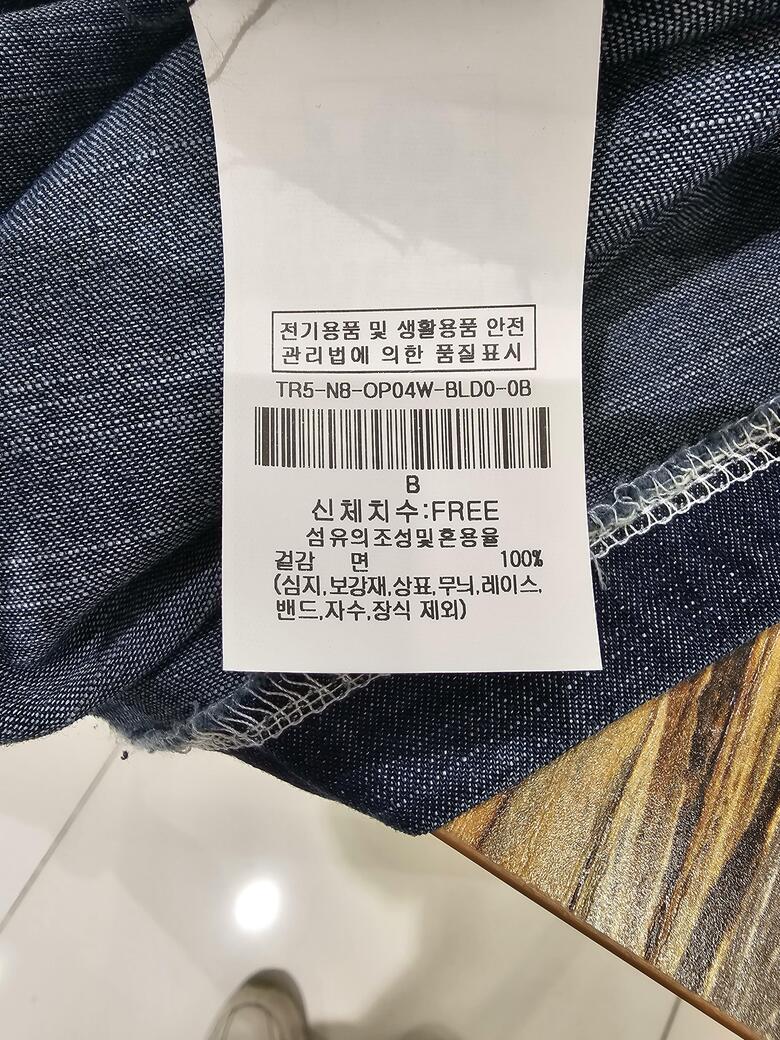 전기용품 및 생활용품 안전
관리법에 의한 품질표시
TR5-N8-OP04W-BLD0-0B
B
신체치수:FREE
섬유의조성및혼용율
겉감 면 100%
(심지,보강재,상표,무늬,레이스,
밴드,자수,장식 제외)